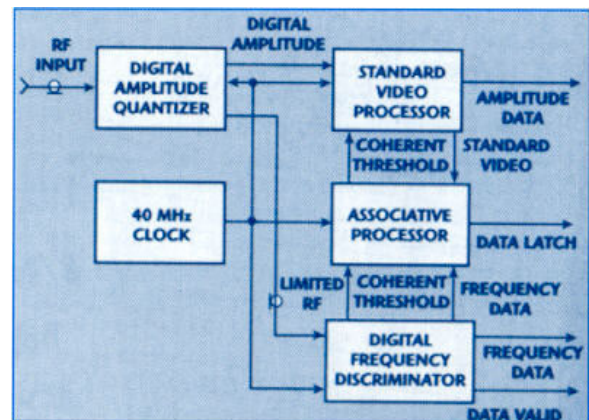 DIGITAL
AMPLITUDE
RF
INPUT
DIGITAL
AMPLITUDE
QUANTIZER
STANDARD
VIDEO
PROCESSOR
AMPLITUDE
DATA
COHERENT
THRESHOLD
STANDARD
VIDEO
40 MHz
CLOCK
ASSOCIATIVE
PROCESSOR
DATA LATCH
LIMITED
RF
COHERENT
THRESHOLD
FREQUENCY
DATA
DIGITAL
FREQUENCY
DISCRIMINATOR
FREQUENCY
DATA
DATA VALID